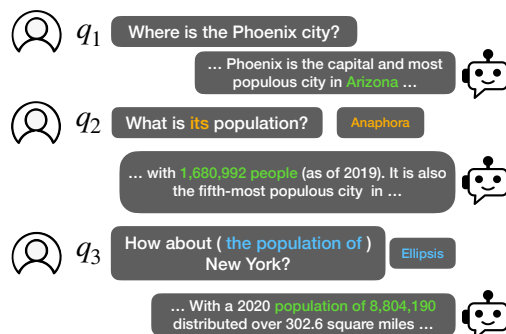 q1 Where is the Phoenix city?
... Phoenix is the capital and most
populous city in Arizona ...
q2 What is its population? Anaphora
... with 1,680,992 people (as of 2019). It is also
the fifth-most populous city in ...
q3 How about ( the population of )
New York?
Ellipsis
... With a 2020 population of 8,804,190
distributed over 302.6 square miles ...